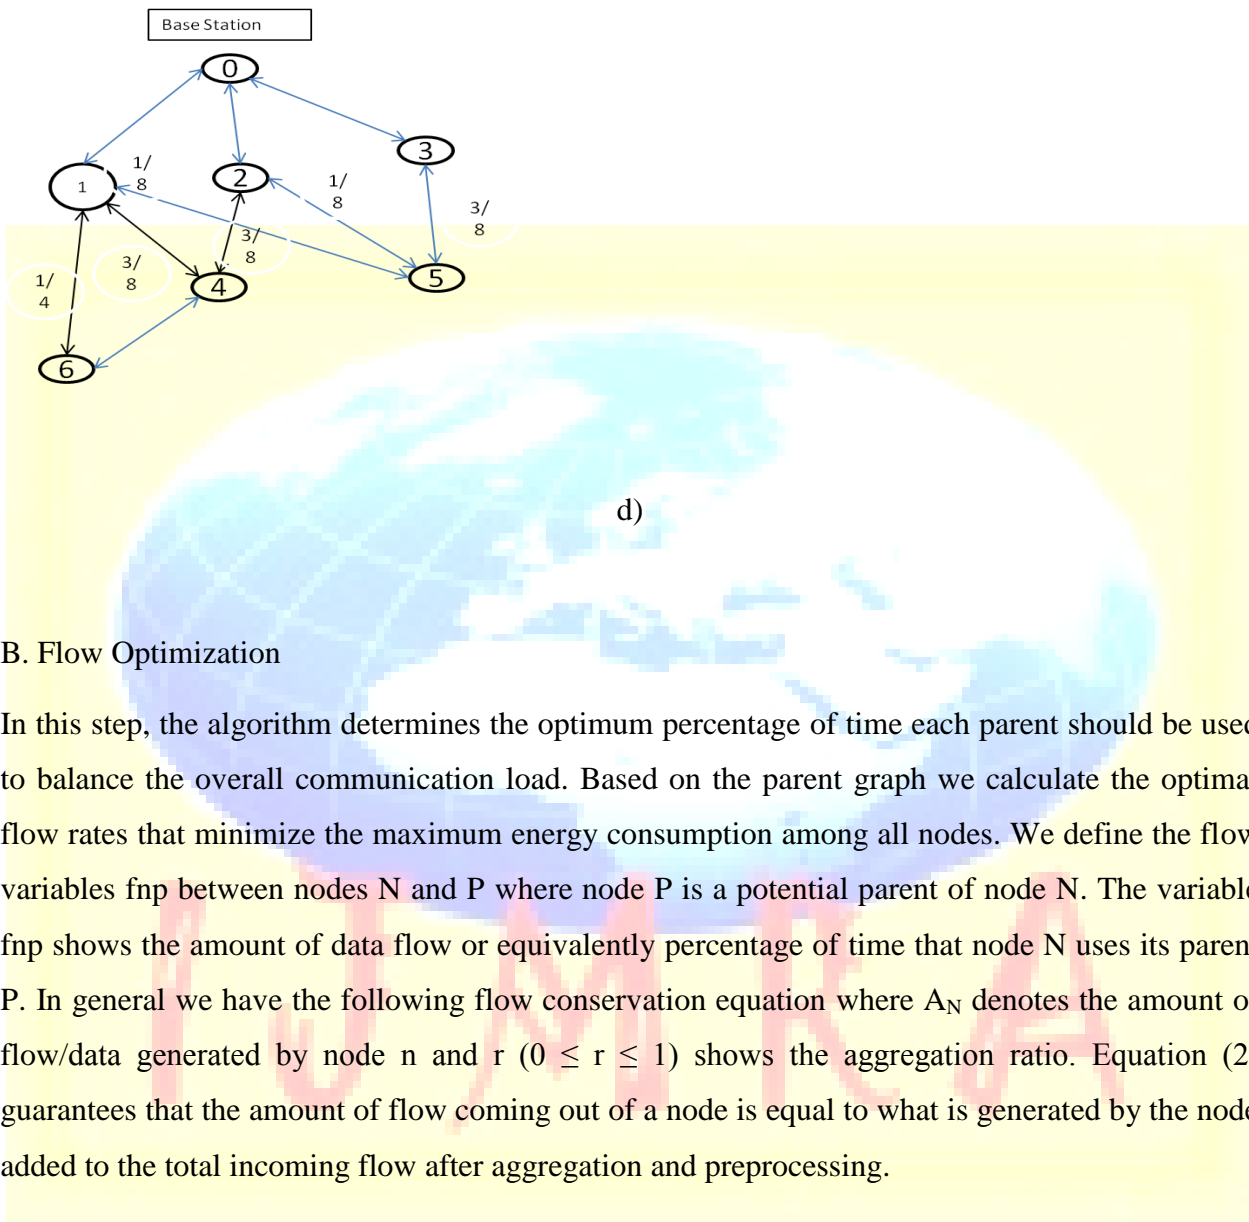 Base Station
0
3
1/
8
1
2
1/
8
3/
8
3/
8
3/
8
1/
4
4
5
6
d)
B. Flow Optimization
In this step, the algorithm determines the optimum percentage of time each parent should be used
to balance the overall communication load. Based on the parent graph we calculate the optimal
flow rates that minimize the maximum energy consumption among all nodes. We define the flow
variables fnp between nodes N and P where node P is a potential parent of node N. The variable
fnp shows the amount of data flow or equivalently percentage of time that node N uses its paren
P. In general we have the following flow conservation equation where A_N denotes the amount o
flow/data generated by node n and r (0 ≤ r ≤ 1) shows the aggregation ratio. Equation (2
guarantees that the amount of flow coming out of a node is equal to what is generated by the node
added to the total incoming flow after aggregation and preprocessing.
IJMRA